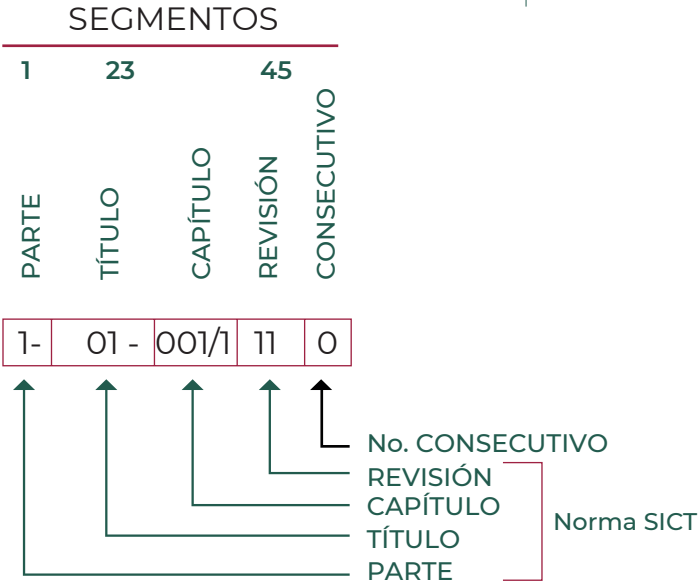 SEGMENTOS
1 23 45
PARTE
TÍTULO
CAPÍTULO
REVISIÓN
CONSECUTIVO
1- 01 - 001/1 11 0
No. CONSECUTIVO
REVISIÓN
CAPÍTULO
TÍTULO
PARTE
Norma SICT